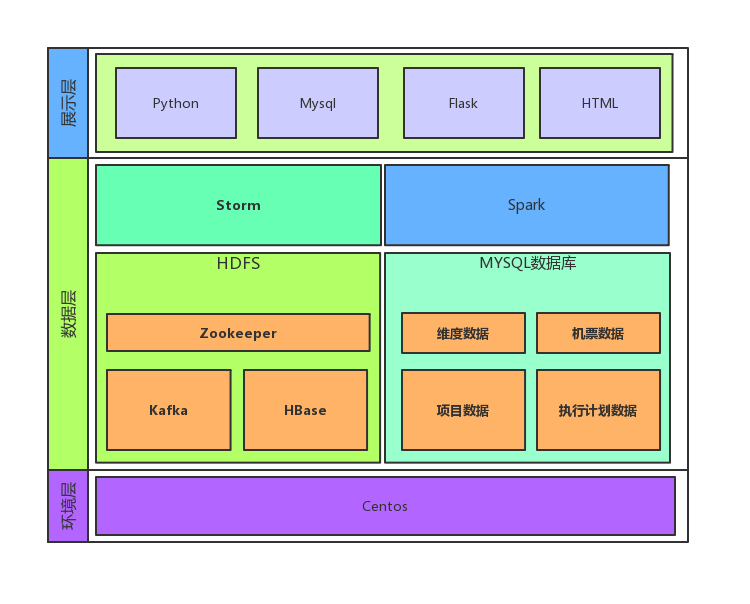 展示层
Python
Mysql
Flask
HTML
数据层
Storm
Spark
HDFS
MYSQL数据库
Zookeeper
维度数据
机票数据
Kafka
HBase
项目数据
执行计划数据
环境层
Centos